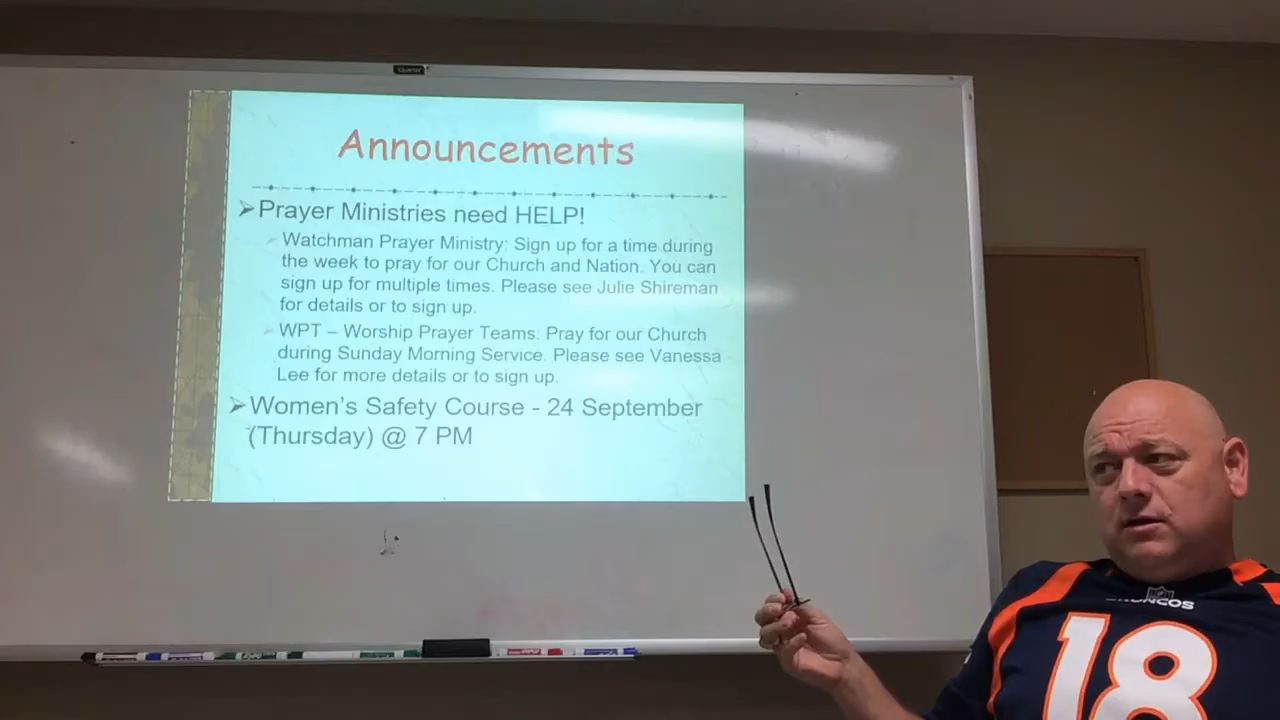 Quartet
Announcements
Prayer Ministries need HELP!
Watchman Prayer Ministry: Sign up for a time during
the week to pray for our Church and Nation. You can
sign up for multiple times. Please see Julie Shireman
for details or to sign up.
WPT – Worship Prayer Teams: Pray for our Church
during Sunday Morning Service. Please see Vanessa
Lee for more details or to sign up.
Women's Safety Course - 24 September
(Thursday) @ 7 PM
BRONCOS
18